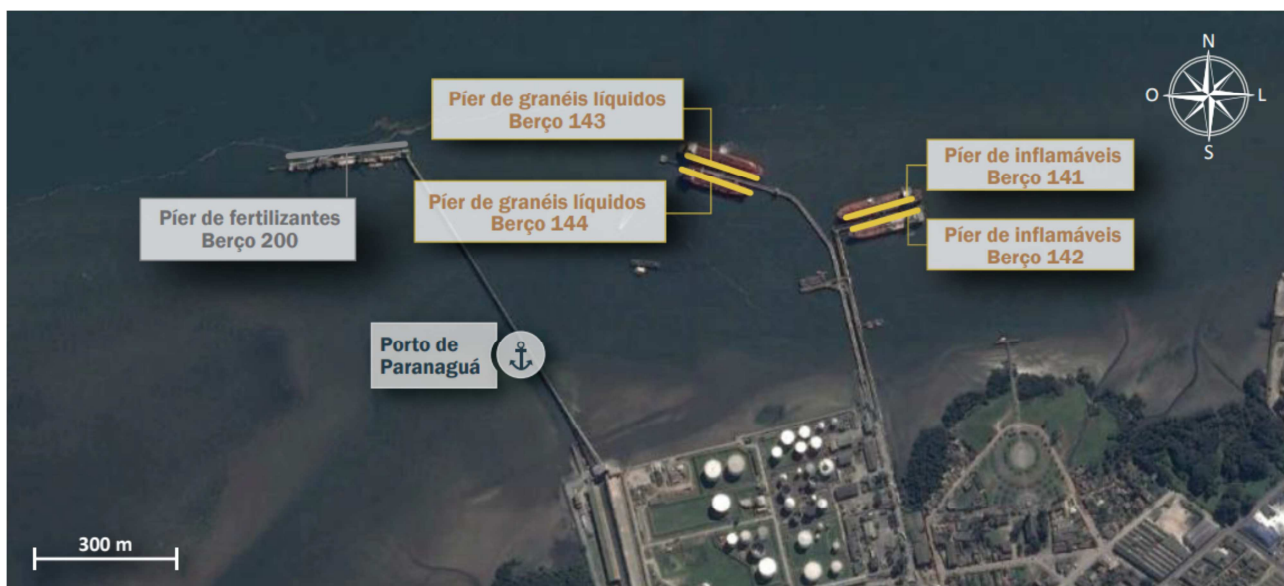 N
O
L
S
Píer de granéis líquidos
Berço 143
Píer de inflamáveis
Berço 141
Píer de granéis líquidos
Berço 144
Píer de fertilizantes
Berço 200
Píer de inflamáveis
Berço 142
Porto de
Paranaguá
300 m